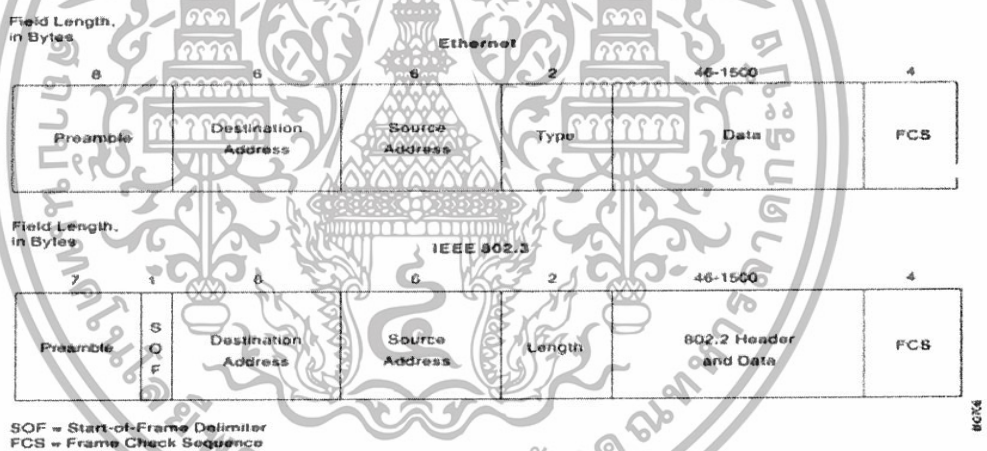 Field Length,
in Bytes
Ethernet
8 6 6 2 46-1500 4
Preamble Destination Address Source Address Type Data FCS
Field Length,
in Bytes
IEEE 802.3
7 1 6 6 2 46-1500 4
Preamble SOF Destination Address Source Address Length 802.2 Header and Data FCS
SOF = Start-of-Frame Delimiter
FCS = Frame Check Sequence